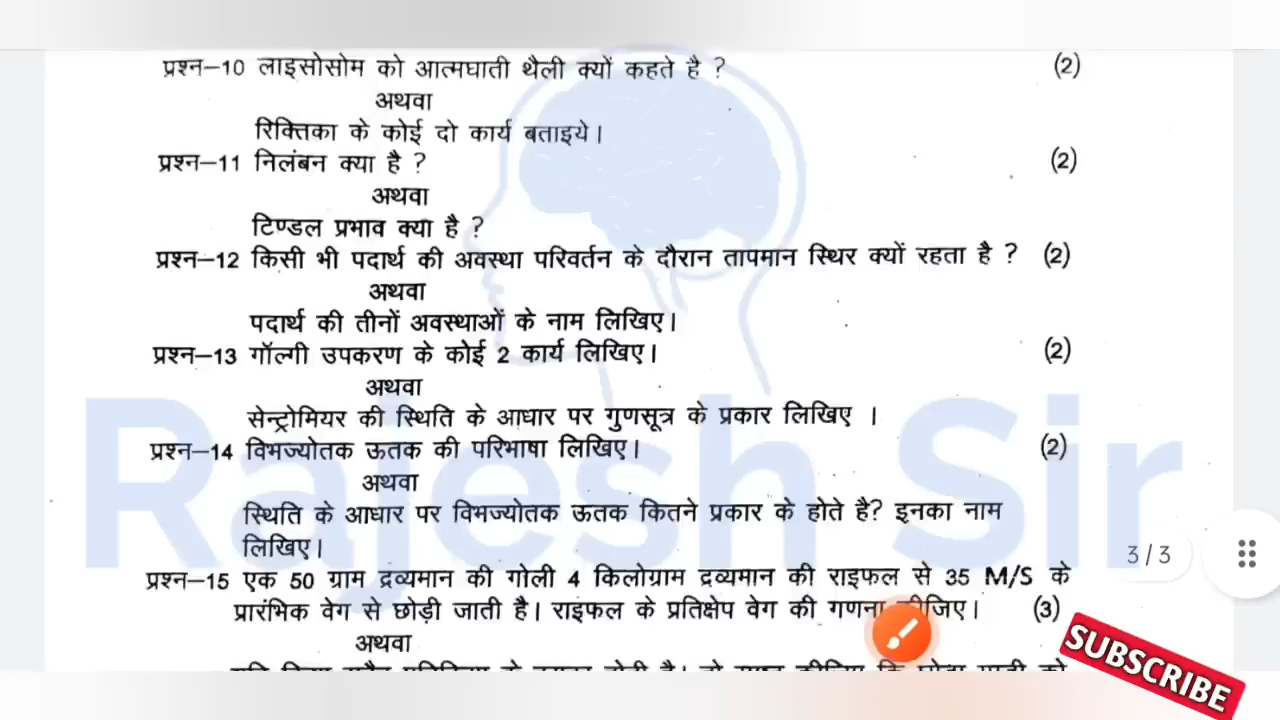 प्रश्न–10 लाइसोसोम को आत्मघाती थैली क्यों कहते है ? (2)
अथवा
रिक्तिका के कोई दो कार्य बताइये।
प्रश्न–11 निलंबन क्या है ? (2)
अथवा
टिण्डल प्रभाव क्या है ?
प्रश्न–12 किसी भी पदार्थ की अवस्था परिवर्तन के दौरान तापमान स्थिर क्यों रहता है ? (2)
अथवा
पदार्थ की तीनों अवस्थाओं के नाम लिखिए।
प्रश्न–13 गॉल्गी उपकरण के कोई 2 कार्य लिखिए। (2)
अथवा
सेन्ट्रोमियर की स्थिति के आधार पर गुणसूत्र के प्रकार लिखिए ।
प्रश्न–14 विभज्योतक ऊतक की परिभाषा लिखिए। (2)
अथवा
स्थिति के आधार पर विभज्योतक ऊतक कितने प्रकार के होते है? इनका नाम
लिखिए।
3/3
प्रश्न–15 एक 50 ग्राम द्रव्यमान की गोली 4 किलोग्राम द्रव्यमान की राइफल से 35 M/S के
प्रारंभिक वेग से छोड़ी जाती है। राइफल के प्रतिक्षेप वेग की गणना कीजिए। (3)
अथवा
Rajesh Sir
SUBSCRIBE